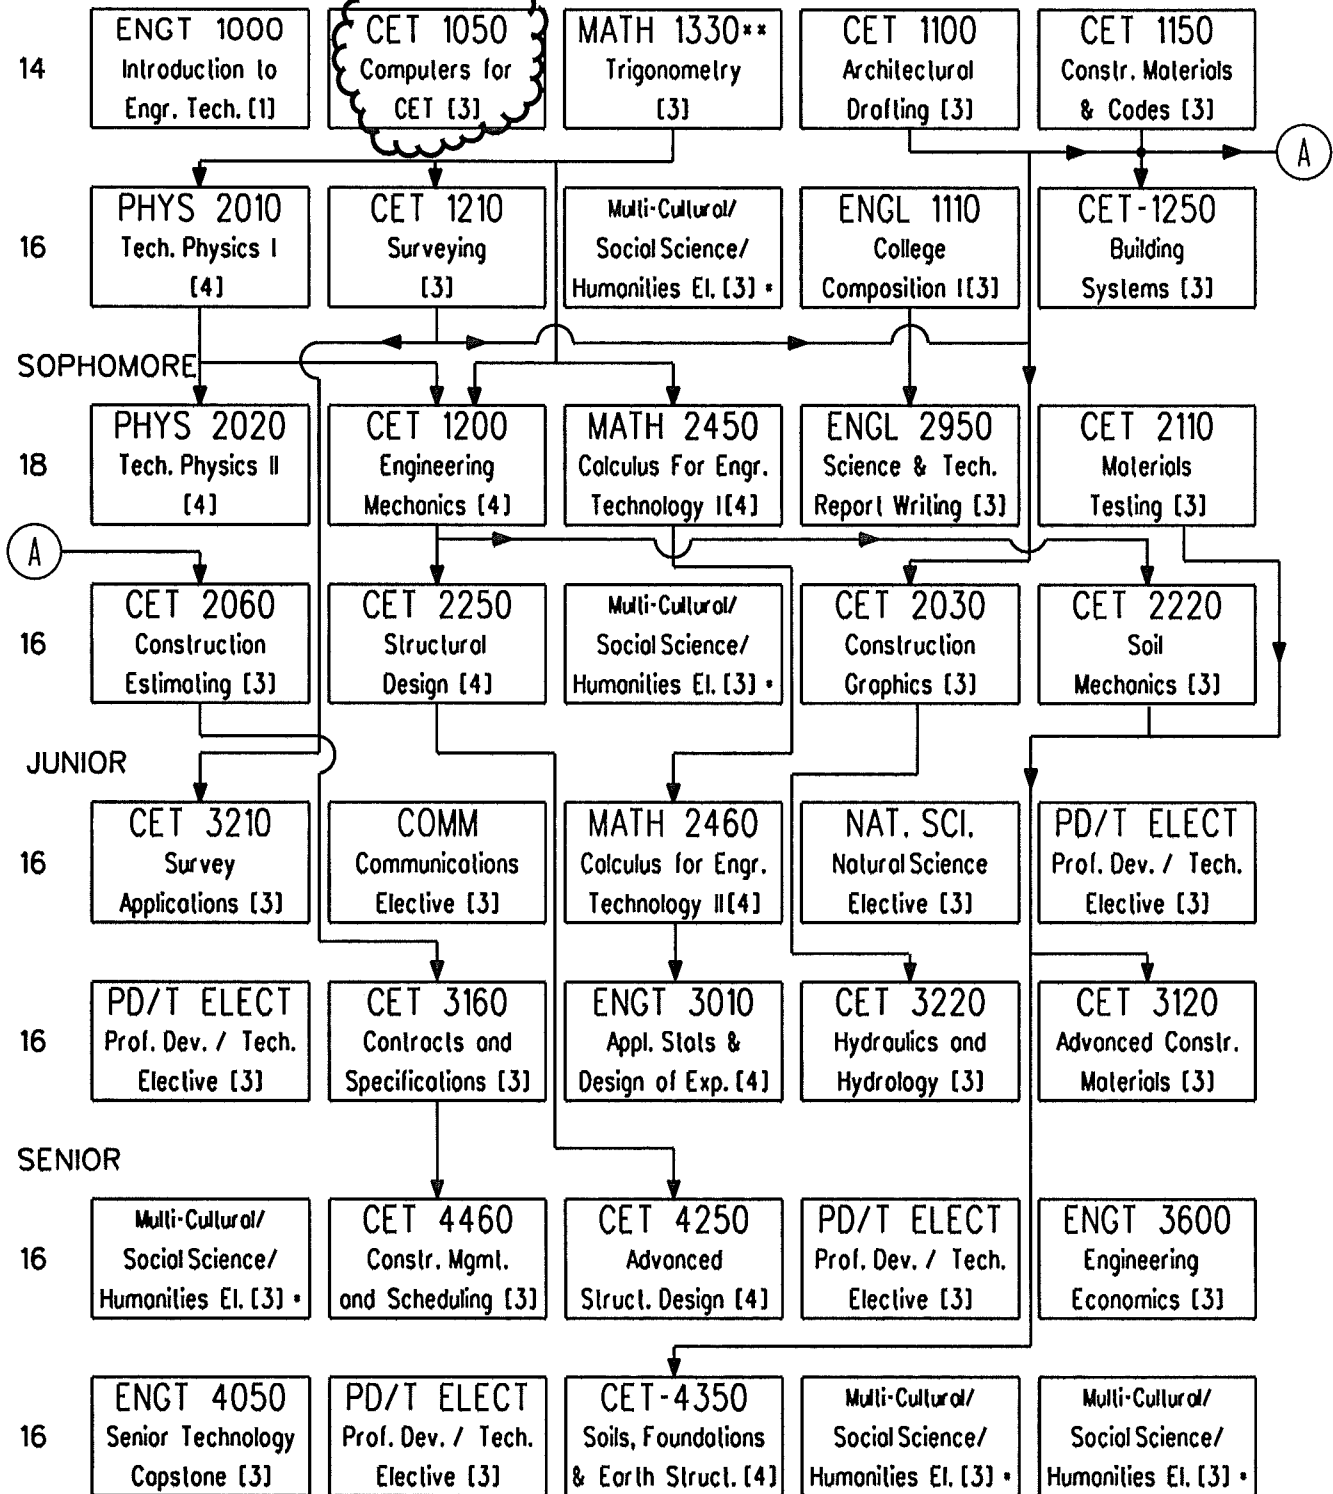 14
ENGT 1000
Introduction to
Engr. Tech. [1]
CET 1050
Computers for
CET [3]
MATH 1330**
Trigonometry
[3]
CET 1100
Architectural
Drafting [3]
CET 1150
Constr. Materials
& Codes [3]
A
16
PHYS 2010
Tech. Physics I
[4]
CET 1210
Surveying
[3]
Multi-Cultural/
Social Science/
Humanities El. [3] *
ENGL 1110
College
Composition I[3]
CET-1250
Building
Systems [3]
SOPHOMORE
18
PHYS 2020
Tech. Physics II
[4]
CET 1200
Engineering
Mechanics [4]
MATH 2450
Calculus For Engr.
Technology I[4]
ENGL 2950
Science & Tech.
Report Writing [3]
CET 2110
Materials
Testing [3]
A
16
CET 2060
Construction
Estimating [3]
CET 2250
Structural
Design [4]
Multi-Cultural/
Social Science/
Humanities El. [3] *
CET 2030
Construction
Graphics [3]
CET 2220
Soil
Mechanics [3]
JUNIOR
16
CET 3210
Survey
Applications [3]
COMM
Communications
Elective [3]
MATH 2460
Calculus for Engr.
Technology II[4]
NAT. SCI.
Natural Science
Elective [3]
PD/T ELECT
Prof. Dev. / Tech.
Elective [3]
16
PD/T ELECT
Prof. Dev. / Tech.
Elective [3]
CET 3160
Contracts and
Specifications [3]
ENGT 3010
Appl. Stats &
Design of Exp. [4]
CET 3220
Hydraulics and
Hydrology [3]
CET 3120
Advanced Constr.
Materials [3]
SENIOR
16
Multi-Cultural/
Social Science/
Humanities El. [3] *
CET 4460
Constr. Mgmt.
and Scheduling [3]
CET 4250
Advanced
Struct. Design [4]
PD/T ELECT
Prof. Dev. / Tech.
Elective [3]
ENGT 3600
Engineering
Economics [3]
16
ENGT 4050
Senior Technology
Capstone [3]
PD/T ELECT
Prof. Dev. / Tech.
Elective [3]
CET-4350
Soils, Foundations
& Earth Struct. [4]
Multi-Cultural/
Social Science/
Humanities El. [3] *
Multi-Cultural/
Social Science/
Humanities El. [3] *